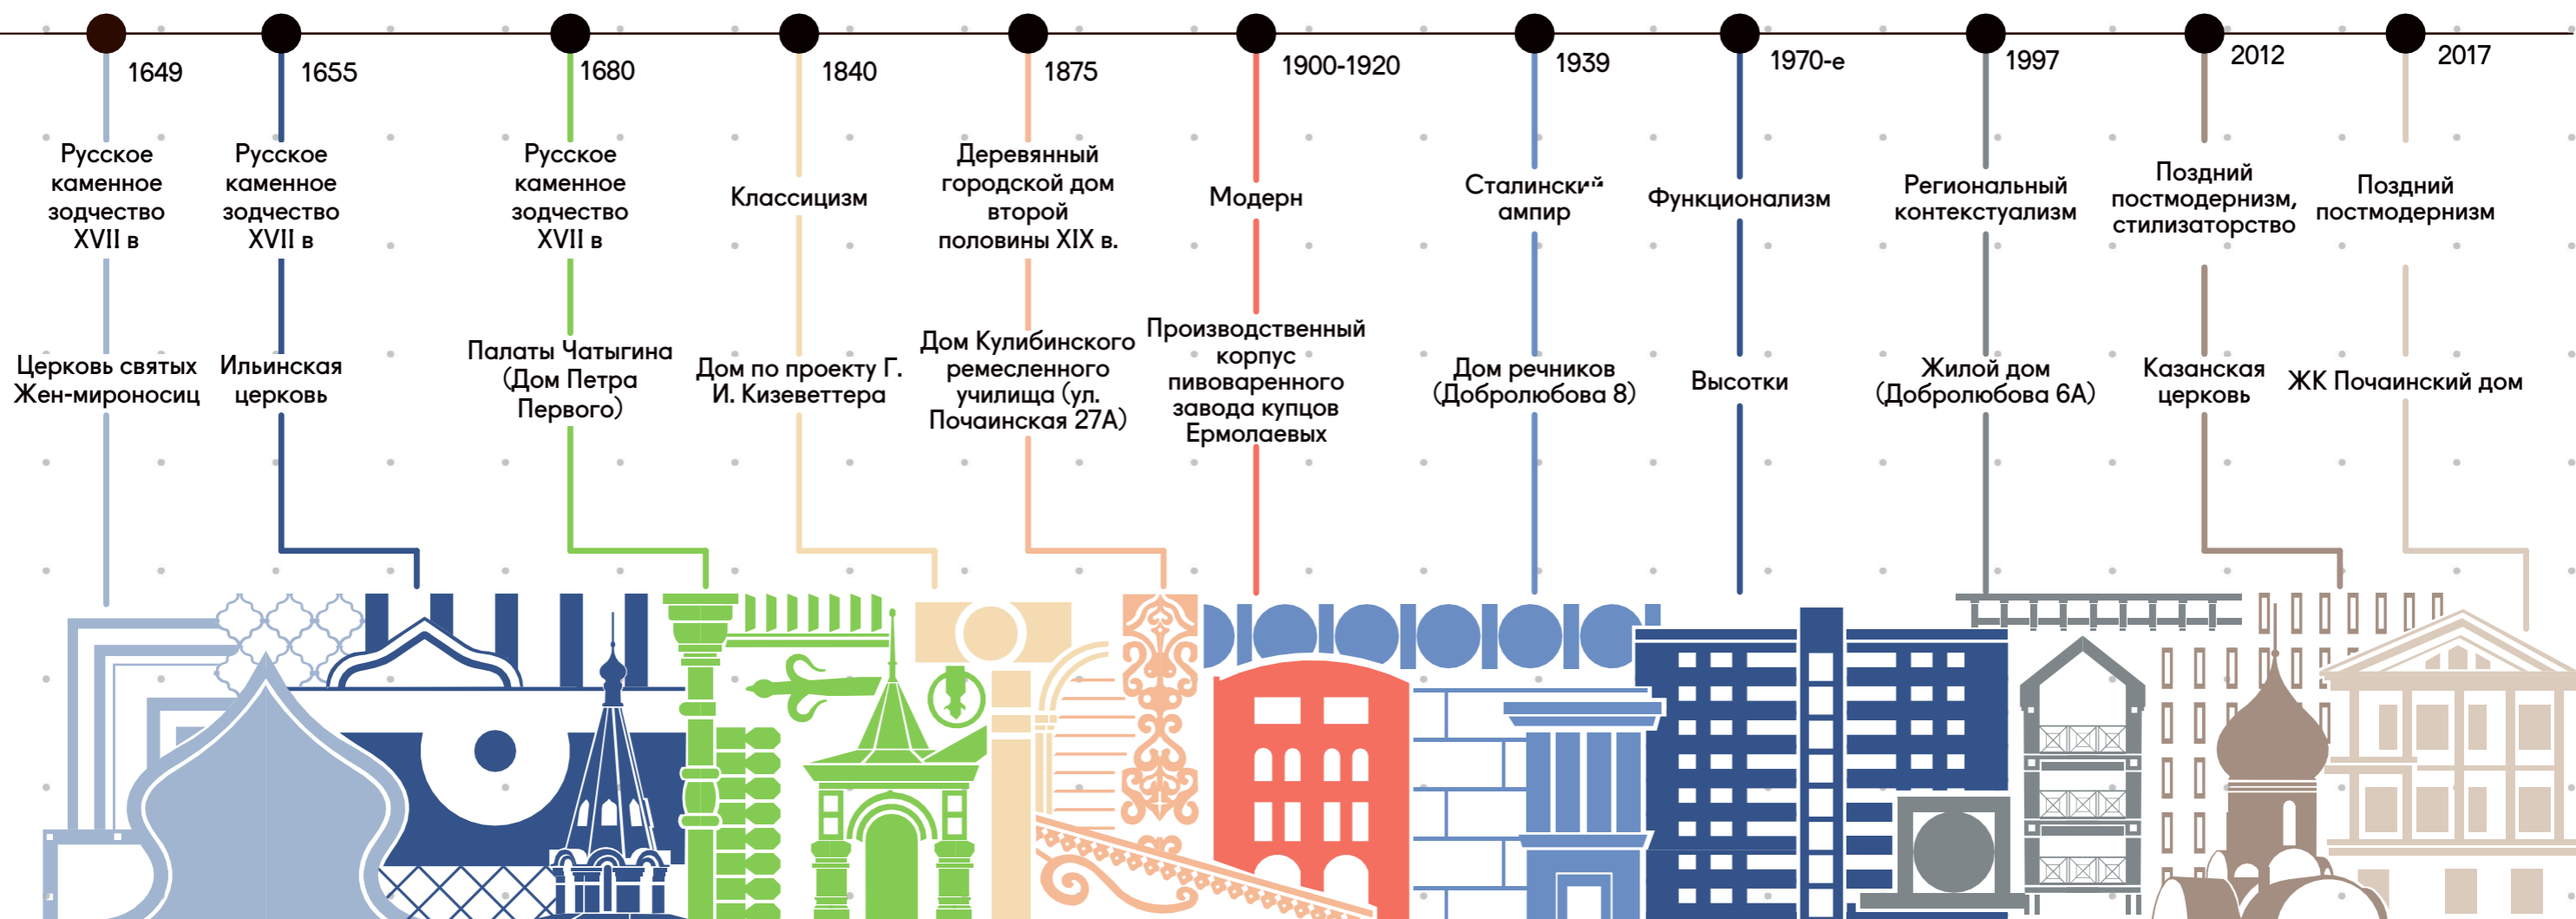 1649
1655
1680
1840
1875
1900-1920
1939
1970-е
1997
2012
2017
Русское
каменное
зодчество
XVII в
Русское
каменное
зодчество
XVII в
Русское
каменное
зодчество
XVII в
Классицизм
Деревянный
городской дом
второй
половины XIX в.
Модерн
Сталинский
ампир
Функционализм
Региональный
контекстуализм
Поздний
постмодернизм,
стилизаторство
Поздний
постмодернизм
Церковь святых
Жен-мироносиц
Ильинская
церковь
Палаты Чатыгина
(Дом Петра
Первого)
Дом по проекту Г.
И. Кизеветтера
Дом Кулибинского
ремесленного
училища (ул.
Почаинская 27А)
Производственный
корпус
пивоваренного
завода купцов
Ермолаевых
Дом речников
(Добролюбова 8)
Высотки
Жилой дом
(Добролюбова 6А)
Казанская
церковь
ЖК Почаинский дом